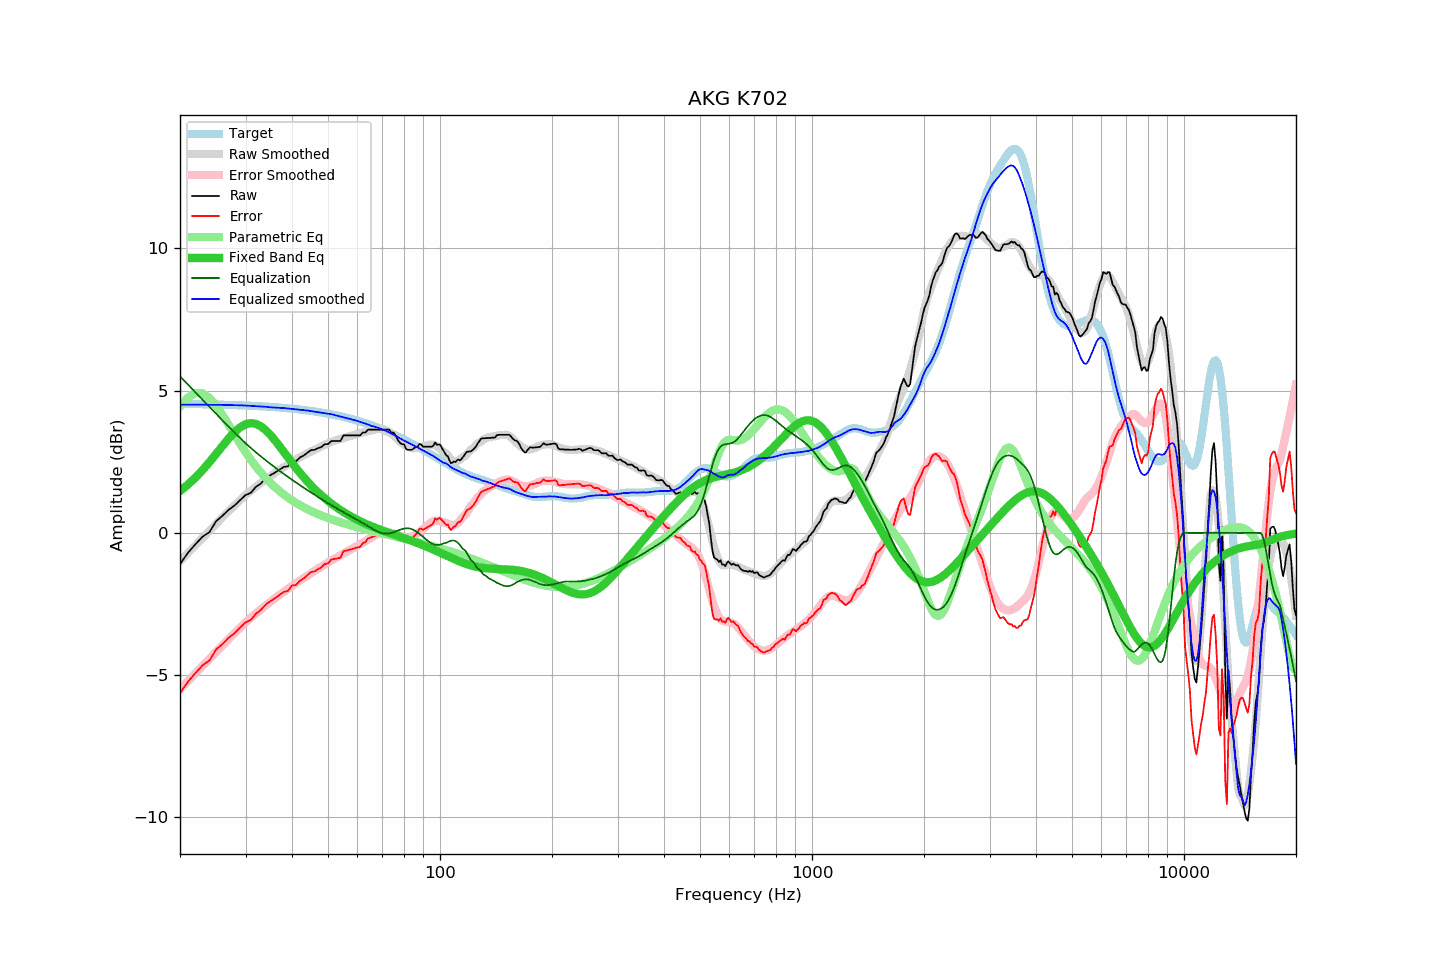 AKG K702
Target
Raw Smoothed
Error Smoothed
Raw
Error
Parametric Eq
Fixed Band Eq
Equalization
Equalized smoothed
Amplitude (dBr)
10
5
0
−5
−10
100
1000
10000
Frequency (Hz)